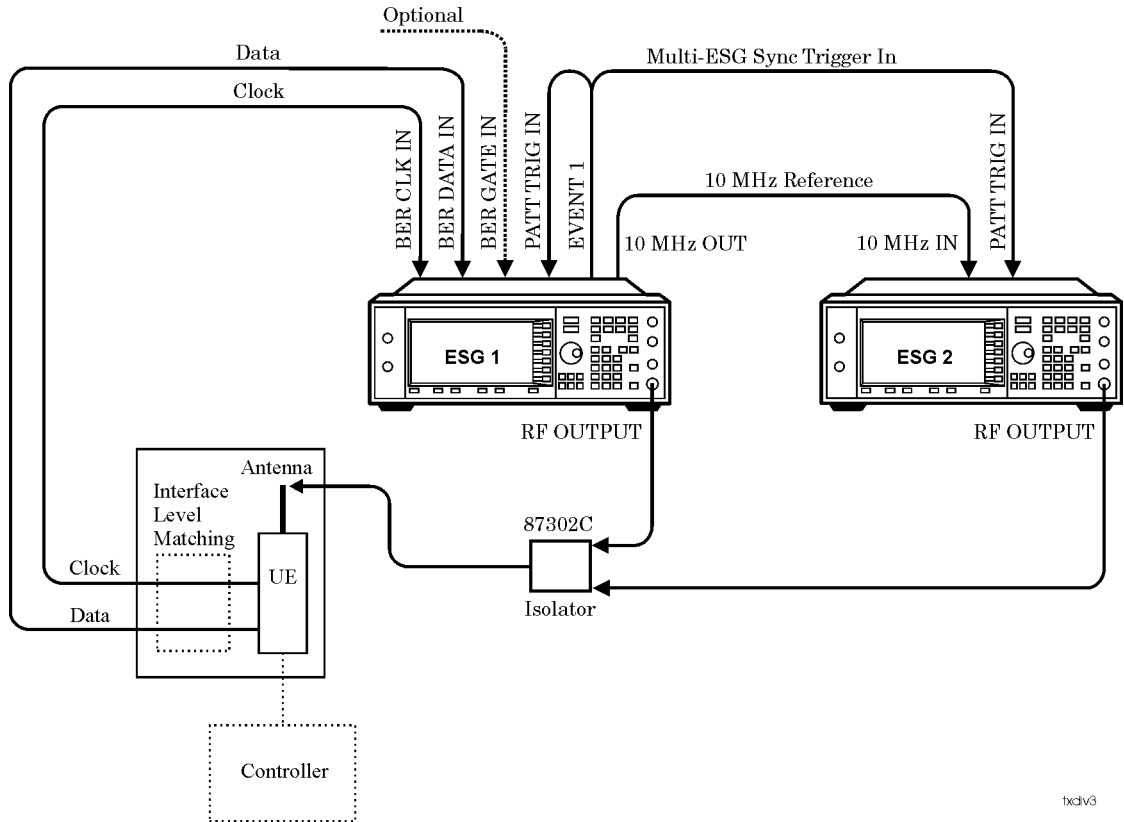 Optional
Data
Clock
Multi-ESG Sync Trigger In
BER CLK IN
BER DATA IN
BER GATE IN
PATT TRIG IN
EVENT 1
10 MHz Reference
10 MHz OUT
10 MHz IN
PATT TRIG IN
ESG 1
ESG 2
RF OUTPUT
RF OUTPUT
Antenna
Interface
Level
Matching
87302C
Clock
UE
Isolator
Data
Controller
txdiv3